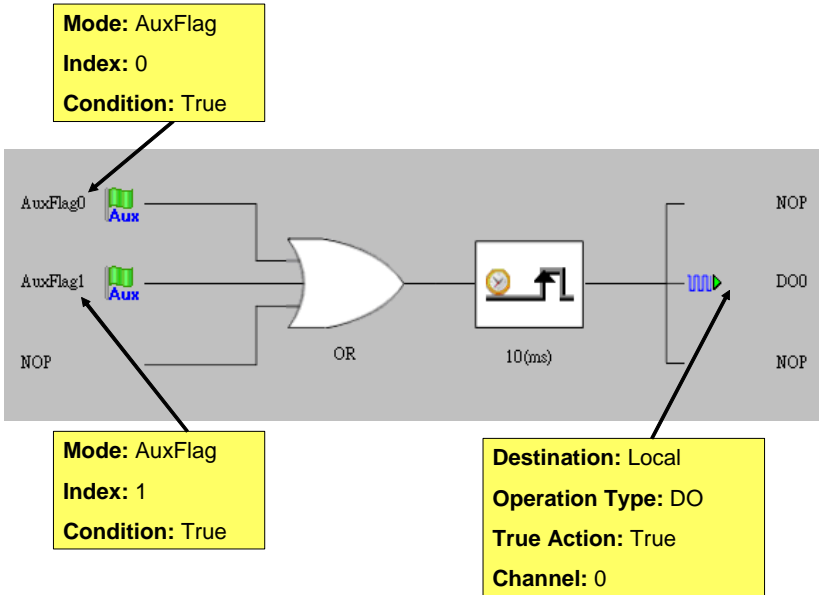 Mode: AuxFlag
Index: 0
Condition: True
AuxFlag0
Aux
NOP
AuxFlag1
Aux
DO0
NOP
OR
10(ms)
NOP
Mode: AuxFlag
Index: 1
Condition: True
Destination: Local
Operation Type: DO
True Action: True
Channel: 0